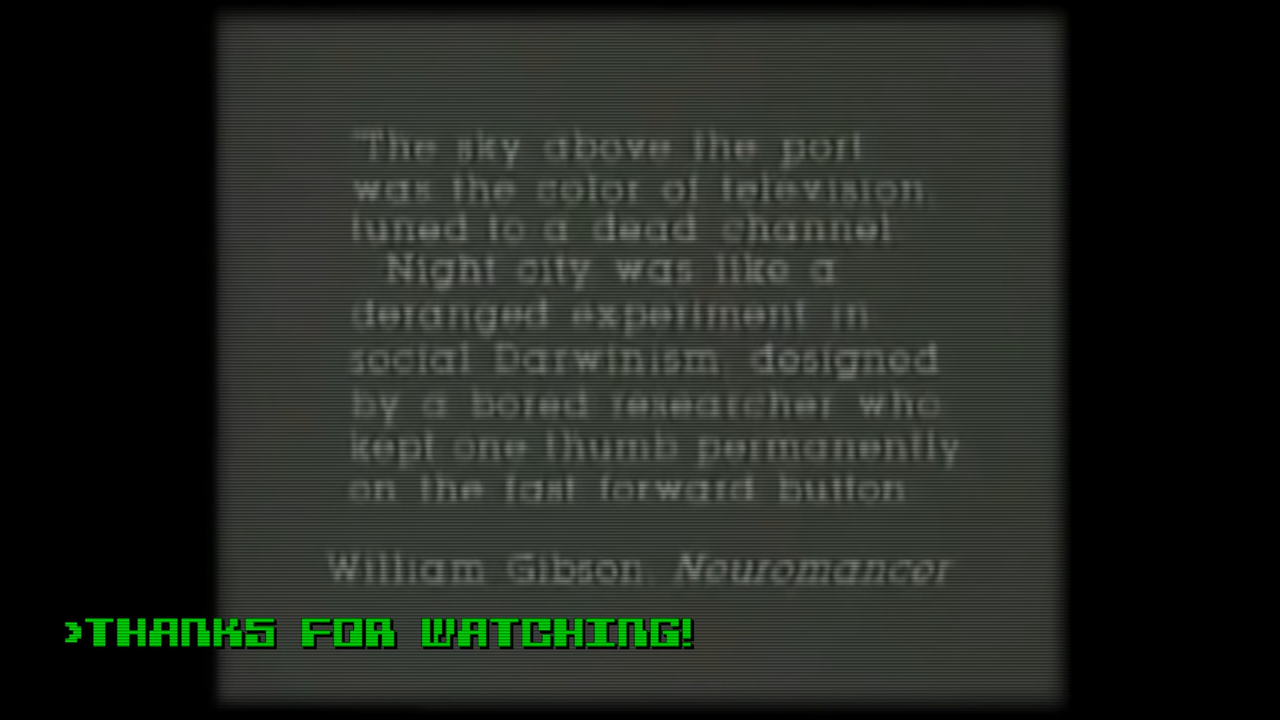 "The sky above the port
was the color of television
tuned to a dead channel
Night city was like a
deranged experiment in
social Darwinism designed
by a bored researcher who
kept one thumb permanently
on the fast forward button
William Gibson Neuromancer
>THANKS FOR WATCHING!